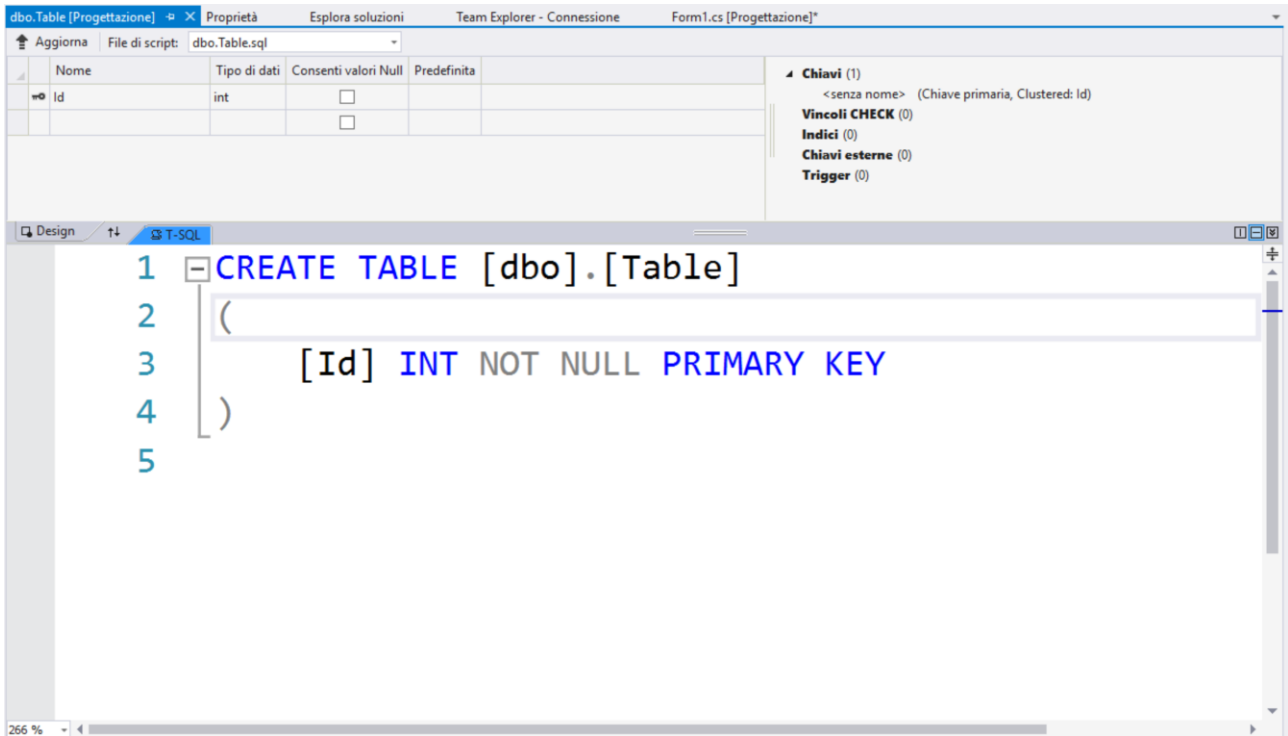 dbo.Table [Progettazione] Proprietà Esplora soluzioni Team Explorer - Connessione Form1.cs [Progettazione]*
Aggiorna File di script: dbo.Table.sql
Nome Tipo di dati Consenti valori Null Predefinita
Id int
Chiavi (1)
<senza nome> (Chiave primaria, Clustered: Id)
Vincoli CHECK (0)
Indici (0)
Chiavi esterne (0)
Trigger (0)
Design T-SQL
1 CREATE TABLE [dbo].[Table]
2 (
3 [Id] INT NOT NULL PRIMARY KEY
4 )
5
266 %